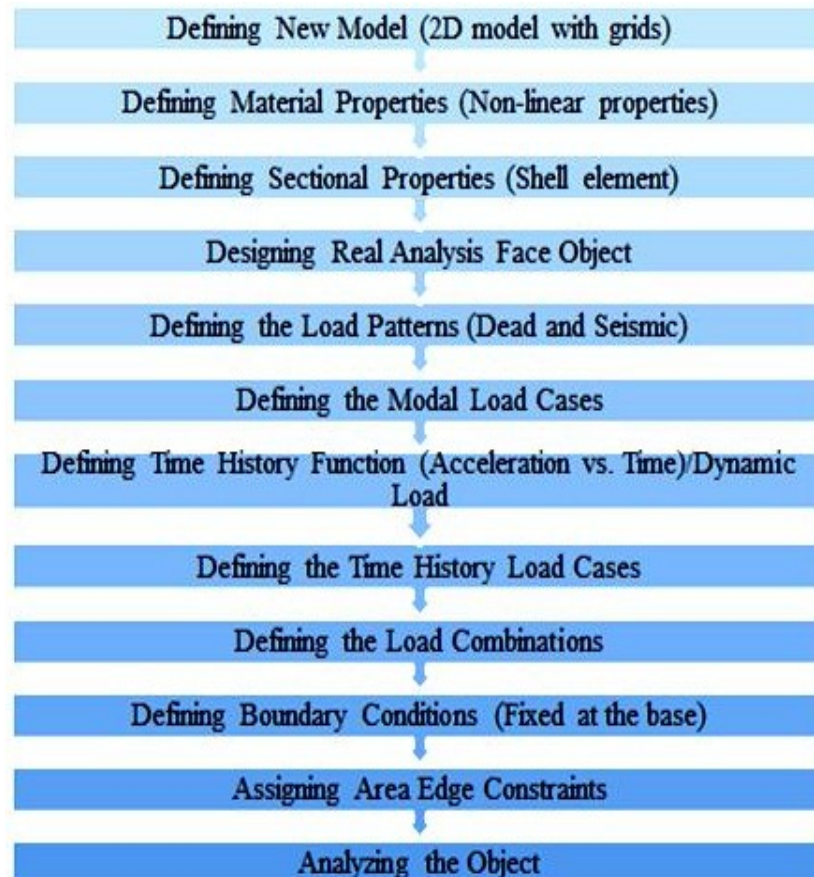 Defining New Model (2D model with grids)
Defining Material Properties (Non-linear properties)
Defining Sectional Properties (Shell element)
Designing Real Analysis Face Object
Defining the Load Patterns (Dead and Seismic)
Defining the Modal Load Cases
Defining Time History Function (Acceleration vs. Time)/Dynamic
Load
Defining the Time History Load Cases
Defining the Load Combinations
Defining Boundary Conditions (Fixed at the base)
Assigning Area Edge Constraints
Analyzing the Object